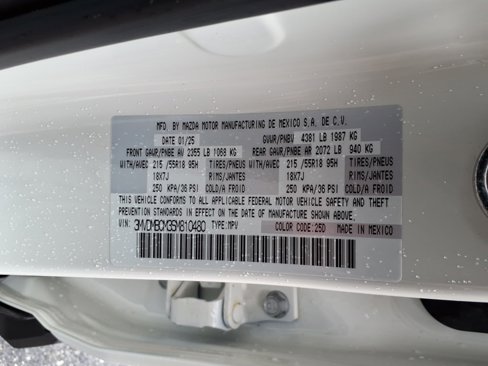 MFD. BY MAZDA MOTOR MANUFACTURING DE MEXICO S.A. DE C.V.
DATE 01/25 GVWR/PNBV 4381 LB 1987 KG
FRONT GAWR/PNBE AV 2355 LB 1068 KG REAR GAWR/PNBE AR 2072 LB 940 KG
WITH/AVEC 215 /55R18 95H TIRES/PNEUS WITH/AVEC 215 /55R18 95H TIRES/PNEUS
18X7J RIMS/JANTES 18X7J RIMS/JANTES
250 KPA/36 PSI COLD/A FROID 250 KPA/36 PSI COLD/A FROID
THIS VEHICLE CONFORMS TO ALL APPLICABLE FEDERAL MOTOR VEHICLE SAFETY AND THEFT
PREVENTION STANDARDS IN EFFECT ON THE DATE OF MANUFACTURE SHOWN ABOVE.
VIN: TYPE:MPV COLOR CODE:25D MADE IN MEXICO